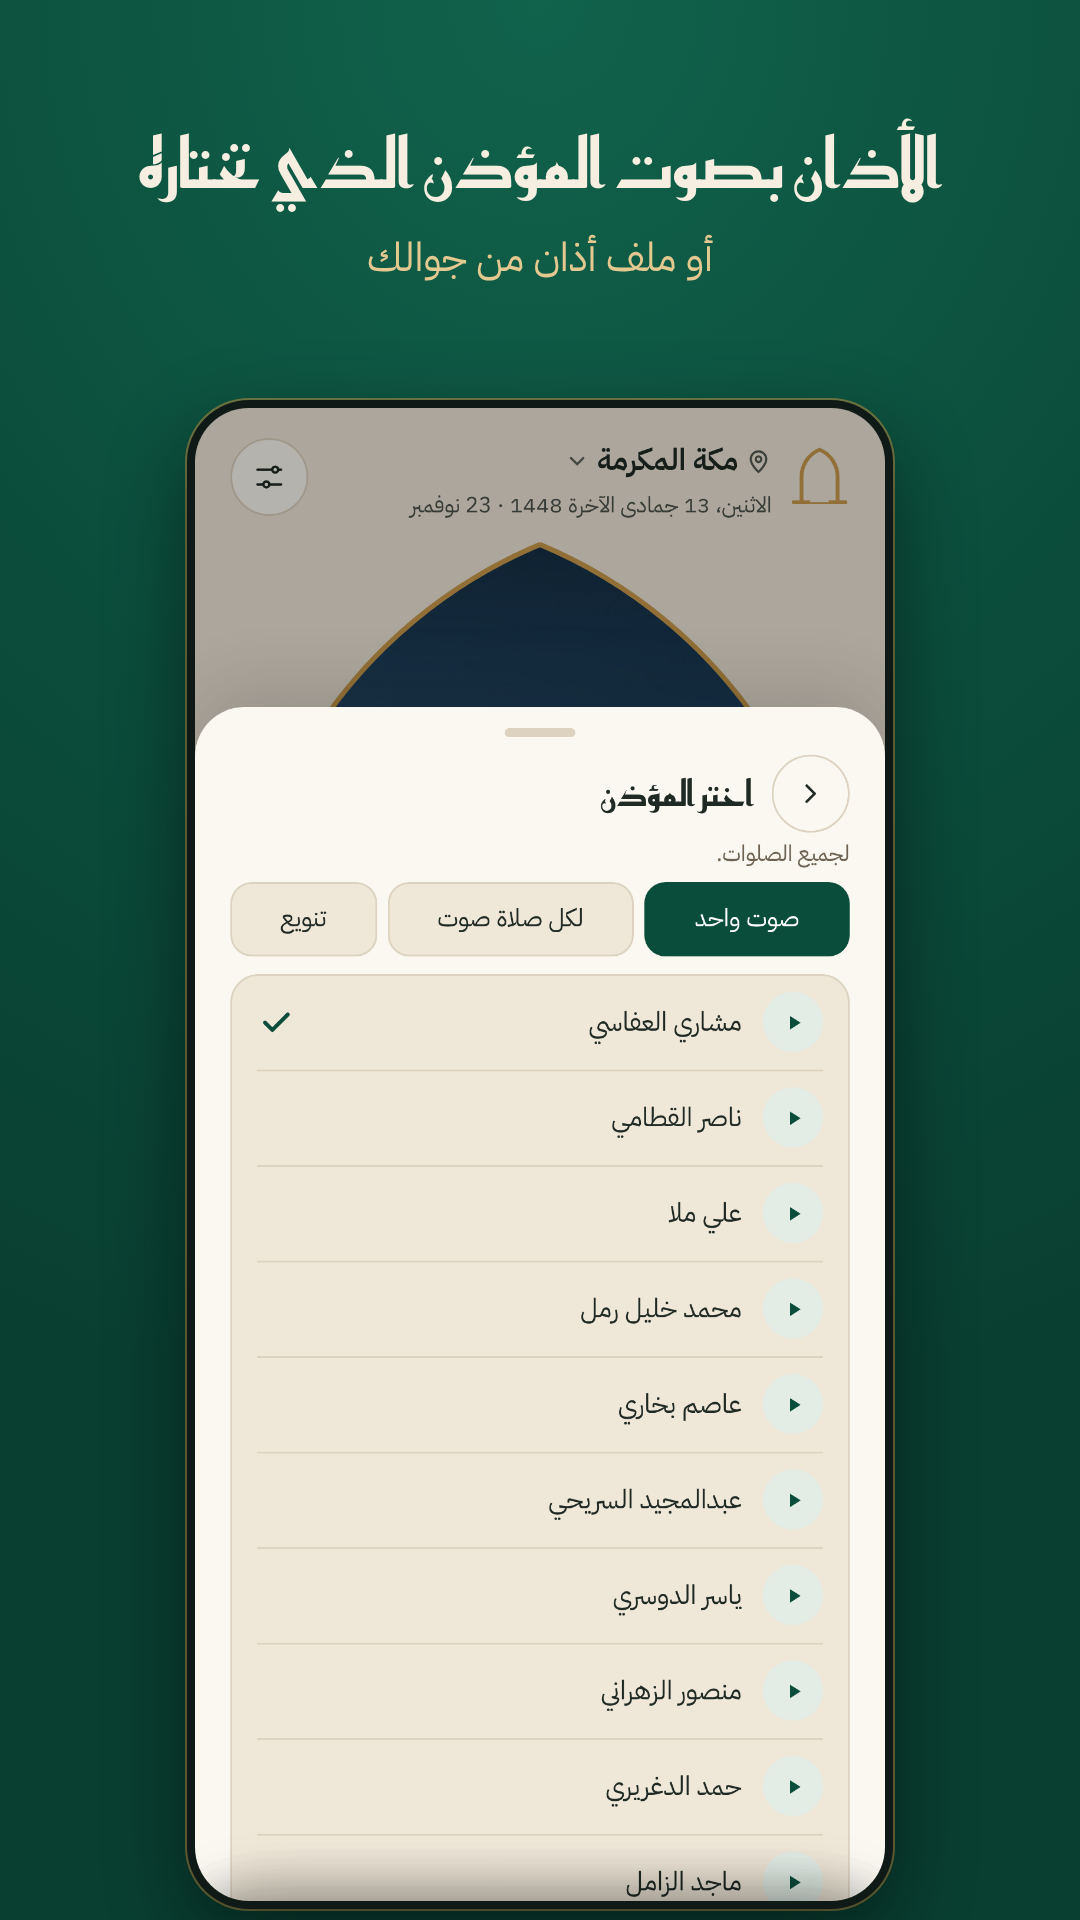 الأذان بصوت المؤذن الذي تختاره
أو ملف أذان من جوالك
مكة المكرمة
الاثنين، 13 جمادى الآخرة 1448 · 23 نوفمبر
اختر المؤذن
لجميع الصلوات.
صوت واحد
لكل صلاة صوت
تنويع
مشاري العفاسي
ناصر القطامي
علي ملا
محمد خليل رمل
عاصم بخاري
عبدالمجيد السريحي
ياسر الدوسري
منصور الزهراني
حمد الدغريري
ماجد الزامل